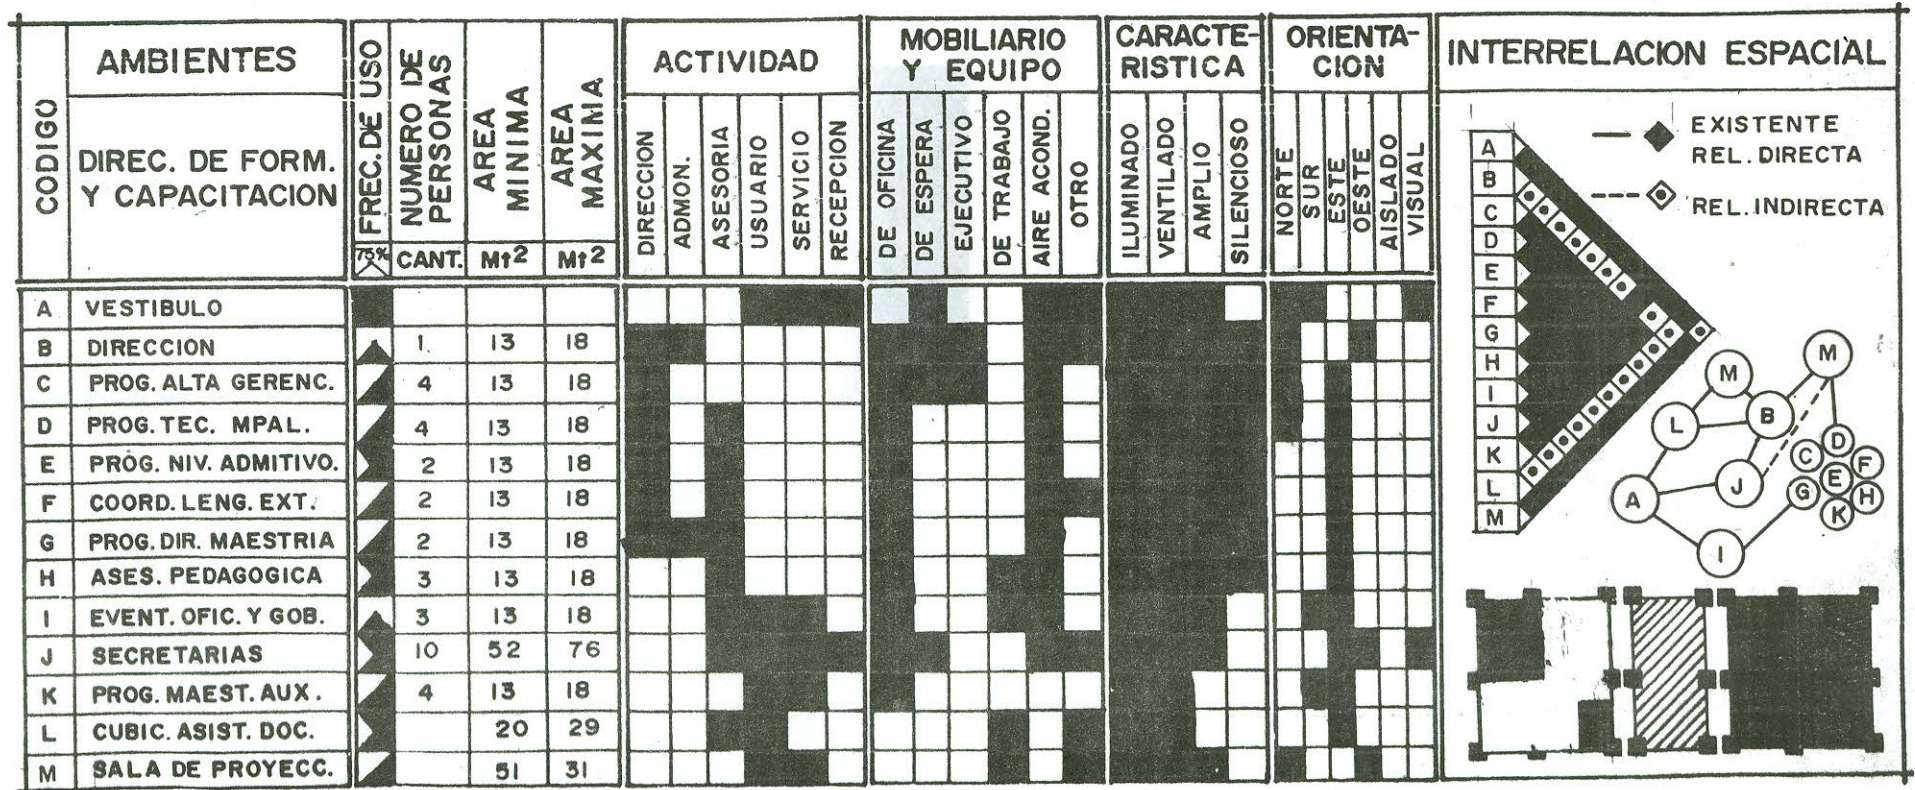 CODIGO
AMBIENTES
DIREC. DE FORM.
Y CAPACITACION
FREC. DE USO
75%
NUMERO DE
PERSONAS
CANT.
AREA
MINIMA
Mt2
AREA
MAXIMA
Mt2
ACTIVIDAD
DIRECCION
ADMON.
ASESORIA
USUARIO
SERVICIO
RECEPCION
MOBILIARIO
Y EQUIPO
DE OFICINA
DE ESPERA
EJECUTIVO
DE TRABAJO
AIRE ACOND.
OTRO
CARACTE-
RISTICA
ILUMINADO
VENTILADO
AMPLIO
SILENCIOSO
ORIENTA-
CION
NORTE
SUR
ESTE
OESTE
AISLADO
VISUAL
INTERRELACION ESPACIAL
A VESTIBULO
B DIRECCION 1 13 18
C PROG. ALTA GERENC. 4 13 18
D PROG. TEC. MPAL. 4 13 18
E PROG. NIV. ADMITIVO. 2 13 18
F COORD. LENG. EXT. 2 13 18
G PROG. DIR. MAESTRIA 2 13 18
H ASES. PEDAGOGICA 3 13 18
I EVENT. OFIC. Y GOB. 3 13 18
J SECRETARIAS 10 52 76
K PROG. MAEST. AUX. 4 13 18
L CUBIC. ASIST. DOC. 20 29
M SALA DE PROYECC. 51 31
A
B
C
D
E
F
G
H
I
J
K
L
M
EXISTENTE
REL. DIRECTA
REL. INDIRECTA
M
M
L
B
D
C
F
E
G
H
K
J
A
I